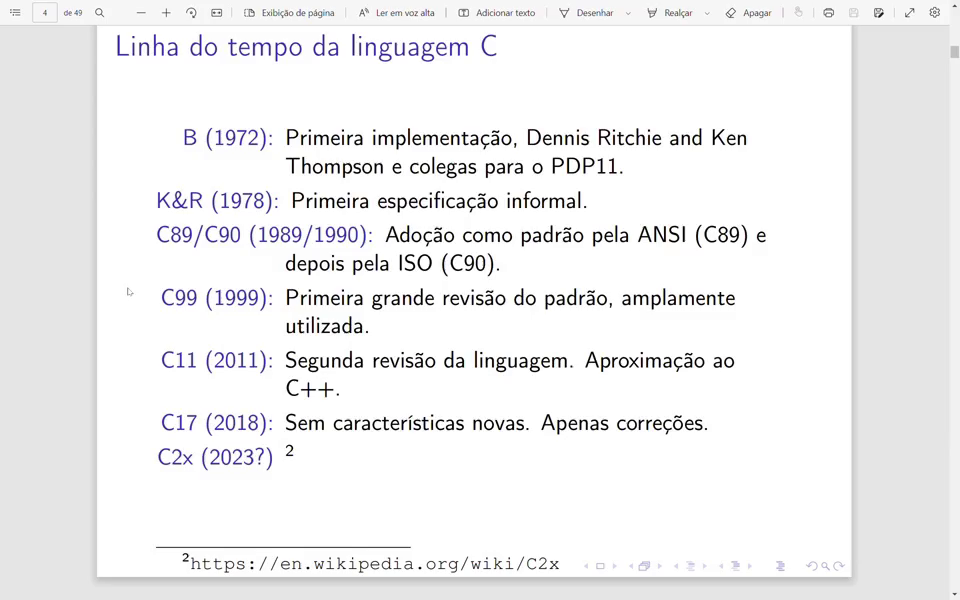 4 de 49 Exibição de página Ler em voz alta Adicionar texto Desenhar Realçar Apagar
Linha do tempo da linguagem C
B (1972): Primeira implementação, Dennis Ritchie and Ken
Thompson e colegas para o PDP11.
K&R (1978): Primeira especificação informal.
C89/C90 (1989/1990): Adoção como padrão pela ANSI (C89) e
depois pela ISO (C90).
C99 (1999): Primeira grande revisão do padrão, amplamente
utilizada.
C11 (2011): Segunda revisão da linguagem. Aproximação ao
C++.
C17 (2018): Sem características novas. Apenas correções.
C2x (2023?) 2
2https://en.wikipedia.org/wiki/C2x